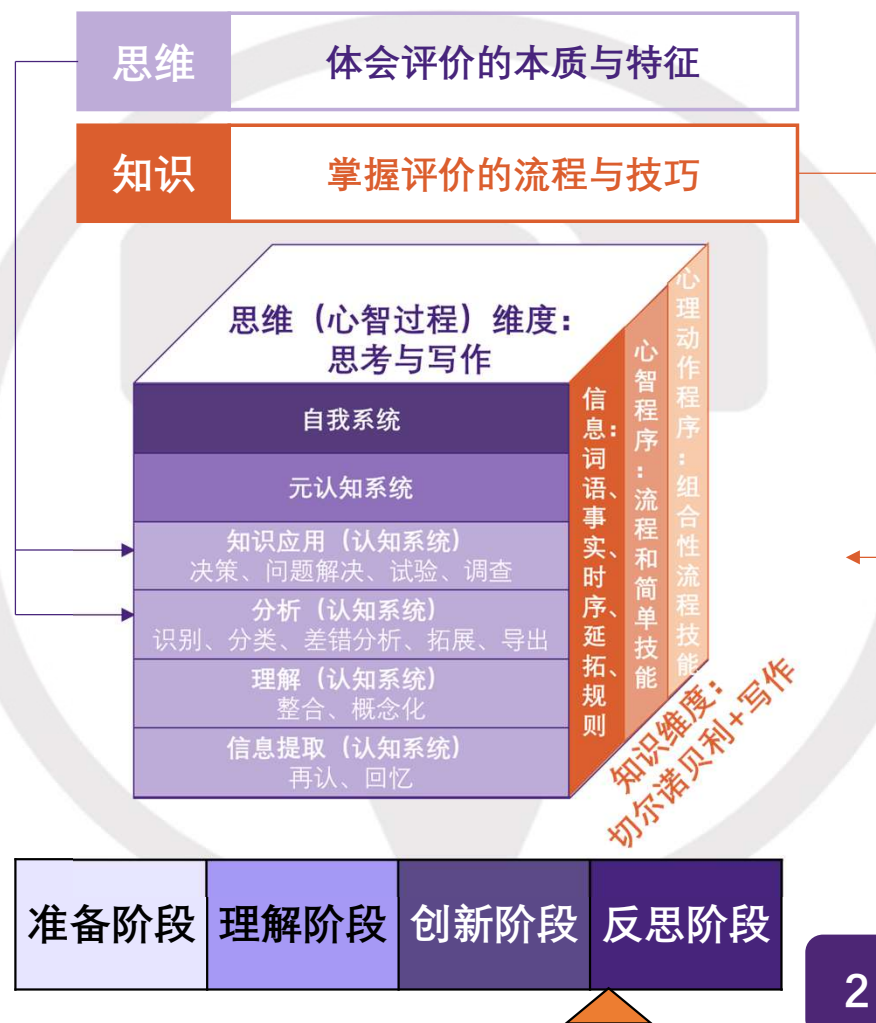 思维
体会评价的本质与特征
知识
掌握评价的流程与技巧
思维（心智过程）维度：
思考与写作
自我系统
元认知系统
知识应用（认知系统）
决策、问题解决、试验、调查
分析（认知系统）
识别、分类、差错分析、拓展、导出
理解（认知系统）
整合、概念化
信息提取（认知系统）
再认、回忆
信息：词语、事实、时序、延拓、规则
心智程序：流程和简单技能
心理动作程序：组合性流程技能
知识维度：
切尔诺贝利+写作
准备阶段
理解阶段
创新阶段
反思阶段
2